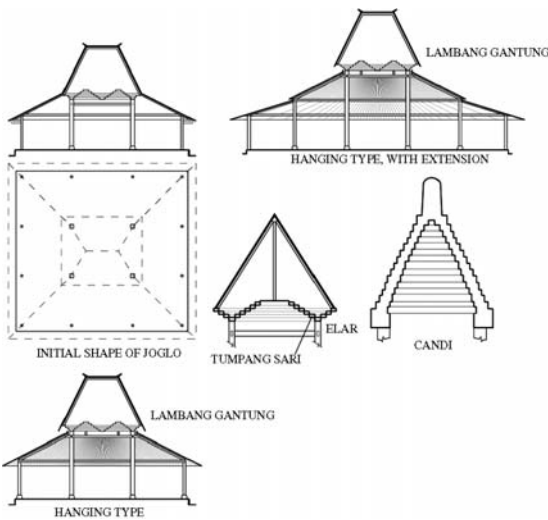 LAMBANG GANTUNG
HANGING TYPE, WITH EXTENSION
INITIAL SHAPE OF JOGLO
ELAR
TUMPANG SARI
CANDI
LAMBANG GANTUNG
HANGING TYPE